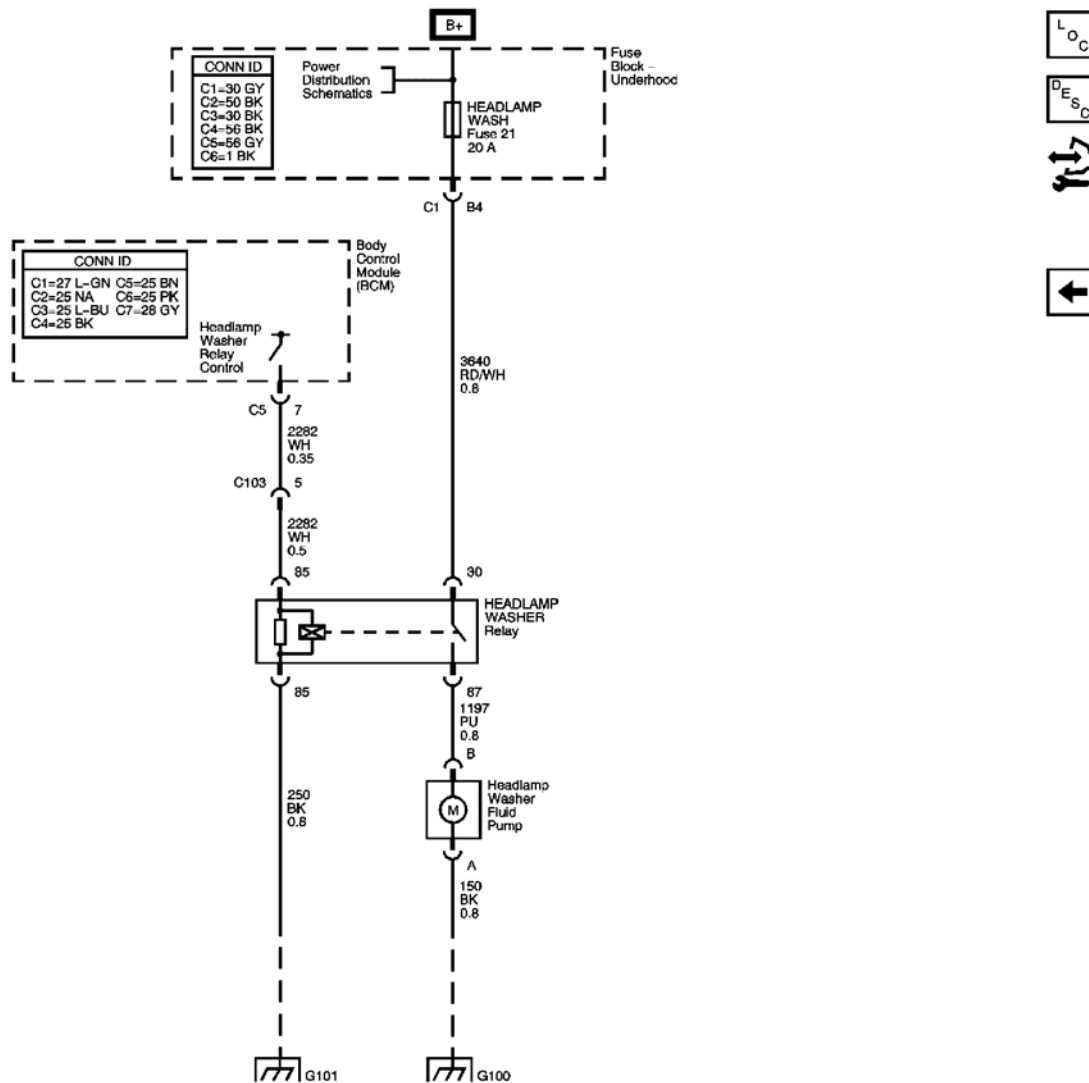 B+
Fuse
Block –
Underhood
CONN ID
C1=30 GY
C2=50 BK
C3=30 BK
C4=56 BK
C5=56 GY
C6=1 BK
Power
Distribution
Schematics
HEADLAMP
WASH
Fuse 21
20 A
C1 B4
Body
Control
Module
(BCM)
CONN ID
C1=27 L-GN C5=25 BN
C2=25 NA C6=25 PK
C3=25 L-BU C7=28 GY
C4=25 BK
Headlamp
Washer
Relay
Control
3640
RD/WH
0.8
C5 7
2282
WH
0.35
C103 5
2282
WH
0.5
85
30
HEADLAMP
WASHER
Relay
85
87
1197
PU
0.8
B
Headlamp
Washer
Fluid
Pump
M
A
250
BK
0.8
150
BK
0.8
G101
G100
LOC
DESC